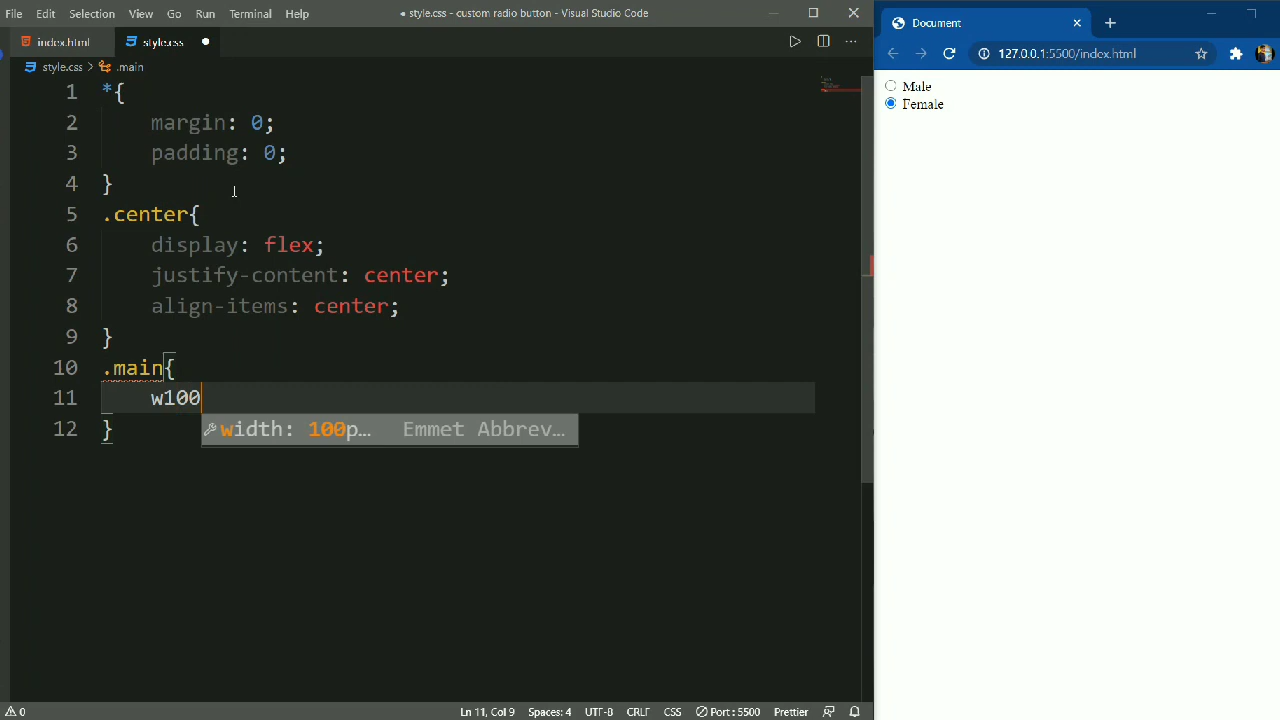 File Edit Selection View Go Run Terminal Help
● style.css - custom radio button - Visual Studio Code
index.html
style.css
style.css > .main
1 *{
2 margin: 0;
3 padding: 0;
4 }
5 .center{
6 display: flex;
7 justify-content: center;
8 align-items: center;
9 }
10 .main{
11 w100
width: 100p… Emmet Abbrev…
12 }
0
Ln 11, Col 9 Spaces: 4 UTF-8 CRLF CSS Port : 5500 Prettier
Document
127.0.0.1:5500/index.html
Male
Female